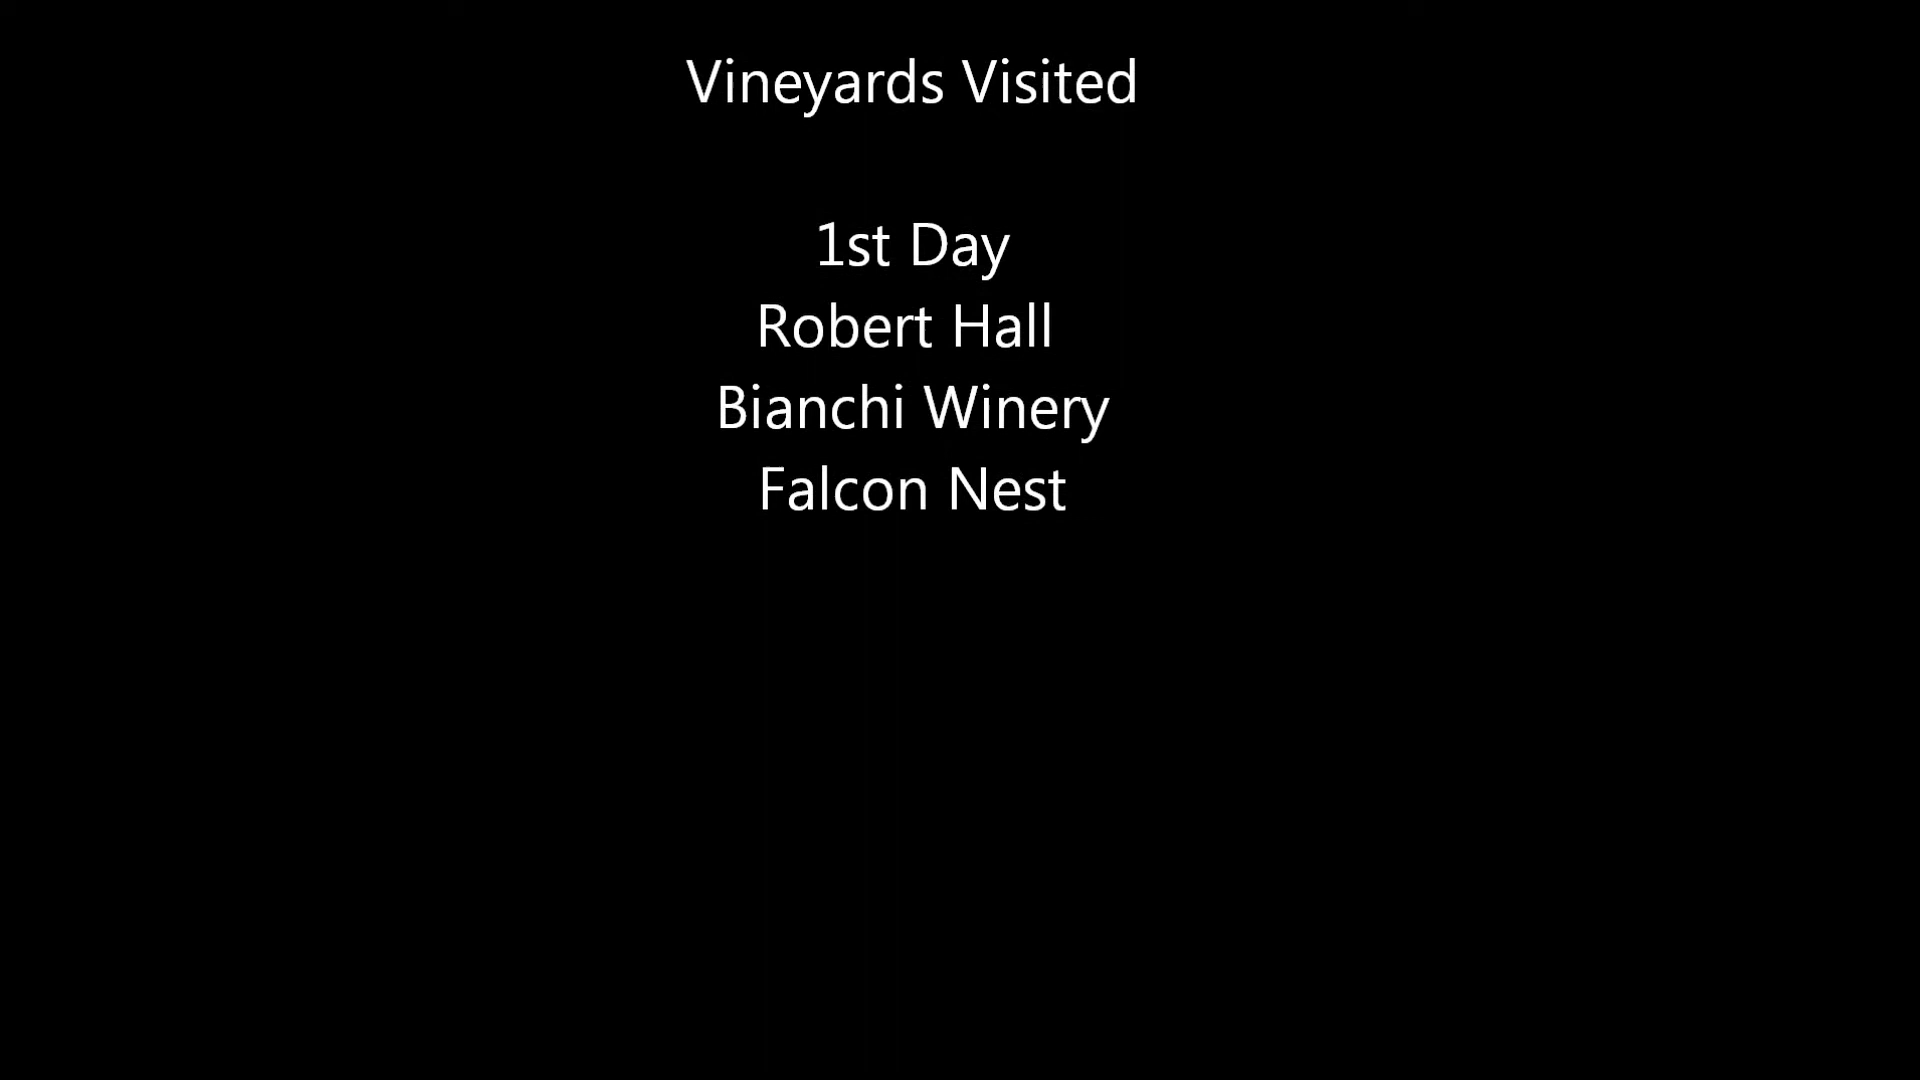 Vineyards Visited
1st Day
Robert Hall
Bianchi Winery
Falcon Nest